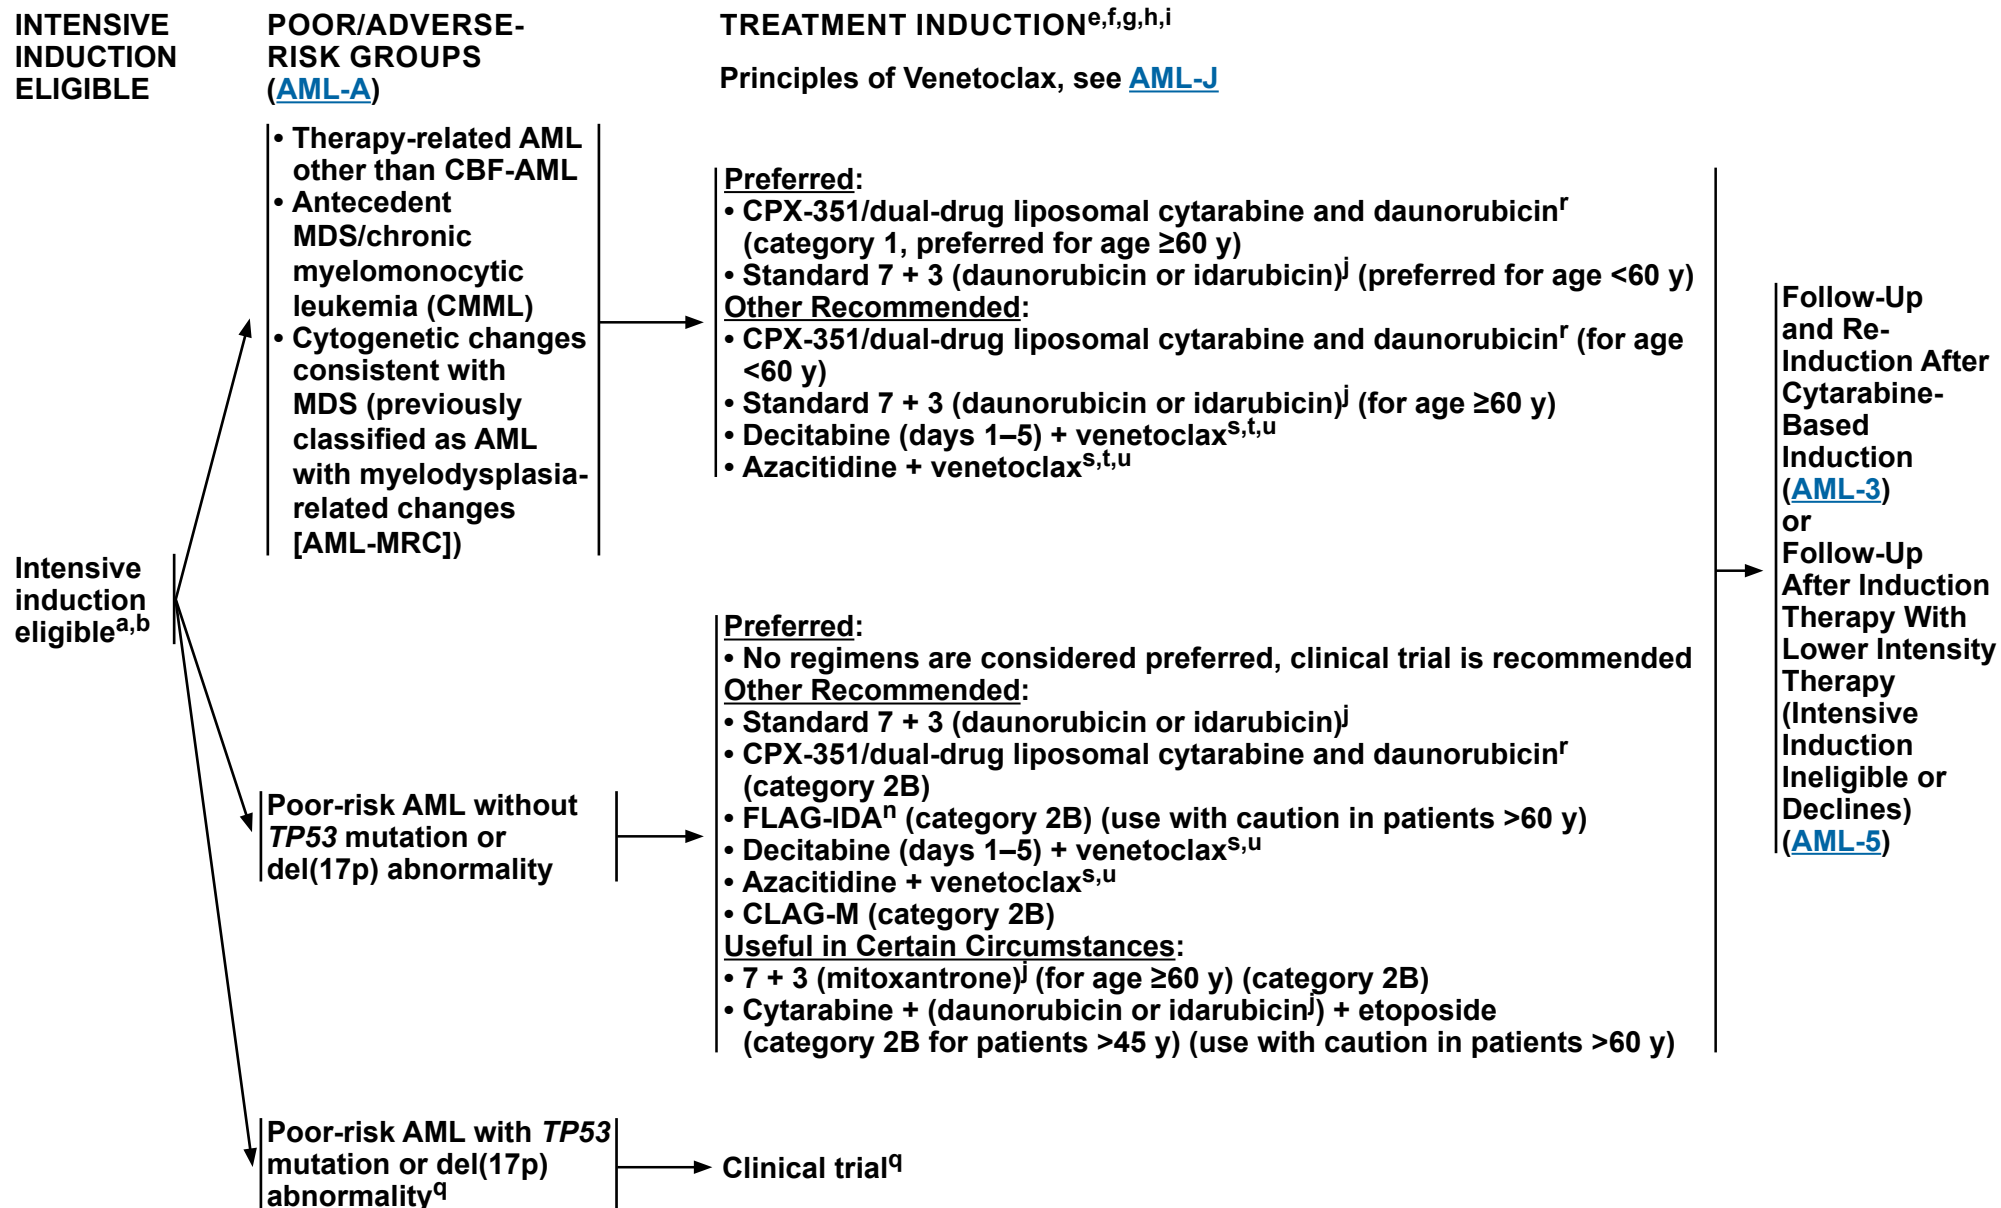 INTENSIVE
INDUCTION
ELIGIBLE
POOR/ADVERSE-
RISK GROUPS
(AML-A)
TREATMENT INDUCTIONe,f,g,h,i
Principles of Venetoclax, see AML-J
• Therapy-related AML
other than CBF-AML
• Antecedent
MDS/chronic
myelomonocytic
leukemia (CMML)
• Cytogenetic changes
consistent with
MDS (previously
classified as AML
with myelodysplasia-
related changes
[AML-MRC])
Preferred:
• CPX-351/dual-drug liposomal cytarabine and daunorubicinr
(category 1, preferred for age ≥60 y)
• Standard 7 + 3 (daunorubicin or idarubicin)j (preferred for age <60 y)
Other Recommended:
• CPX-351/dual-drug liposomal cytarabine and daunorubicinr (for age
<60 y)
• Standard 7 + 3 (daunorubicin or idarubicin)j (for age ≥60 y)
• Decitabine (days 1–5) + venetoclaxs,t,u
• Azacitidine + venetoclaxs,t,u
Intensive
induction
eligiblea,b
Poor-risk AML without
TP53 mutation or
del(17p) abnormality
Preferred:
• No regimens are considered preferred, clinical trial is recommended
Other Recommended:
• Standard 7 + 3 (daunorubicin or idarubicin)j
• CPX-351/dual-drug liposomal cytarabine and daunorubicinr
(category 2B)
• FLAG-IDAn (category 2B) (use with caution in patients >60 y)
• Decitabine (days 1–5) + venetoclaxs,u
• Azacitidine + venetoclaxs,u
• CLAG-M (category 2B)
Useful in Certain Circumstances:
• 7 + 3 (mitoxantrone)j (for age ≥60 y) (category 2B)
• Cytarabine + (daunorubicin or idarubicinj) + etoposide
(category 2B for patients >45 y) (use with caution in patients >60 y)
Poor-risk AML with TP53
mutation or del(17p)
abnormalityq
Clinical trialq
Follow-Up
and Re-
Induction After
Cytarabine-
Based
Induction
(AML-3)
or
Follow-Up
After Induction
Therapy With
Lower Intensity
Therapy
(Intensive
Induction
Ineligible or
Declines)
(AML-5)